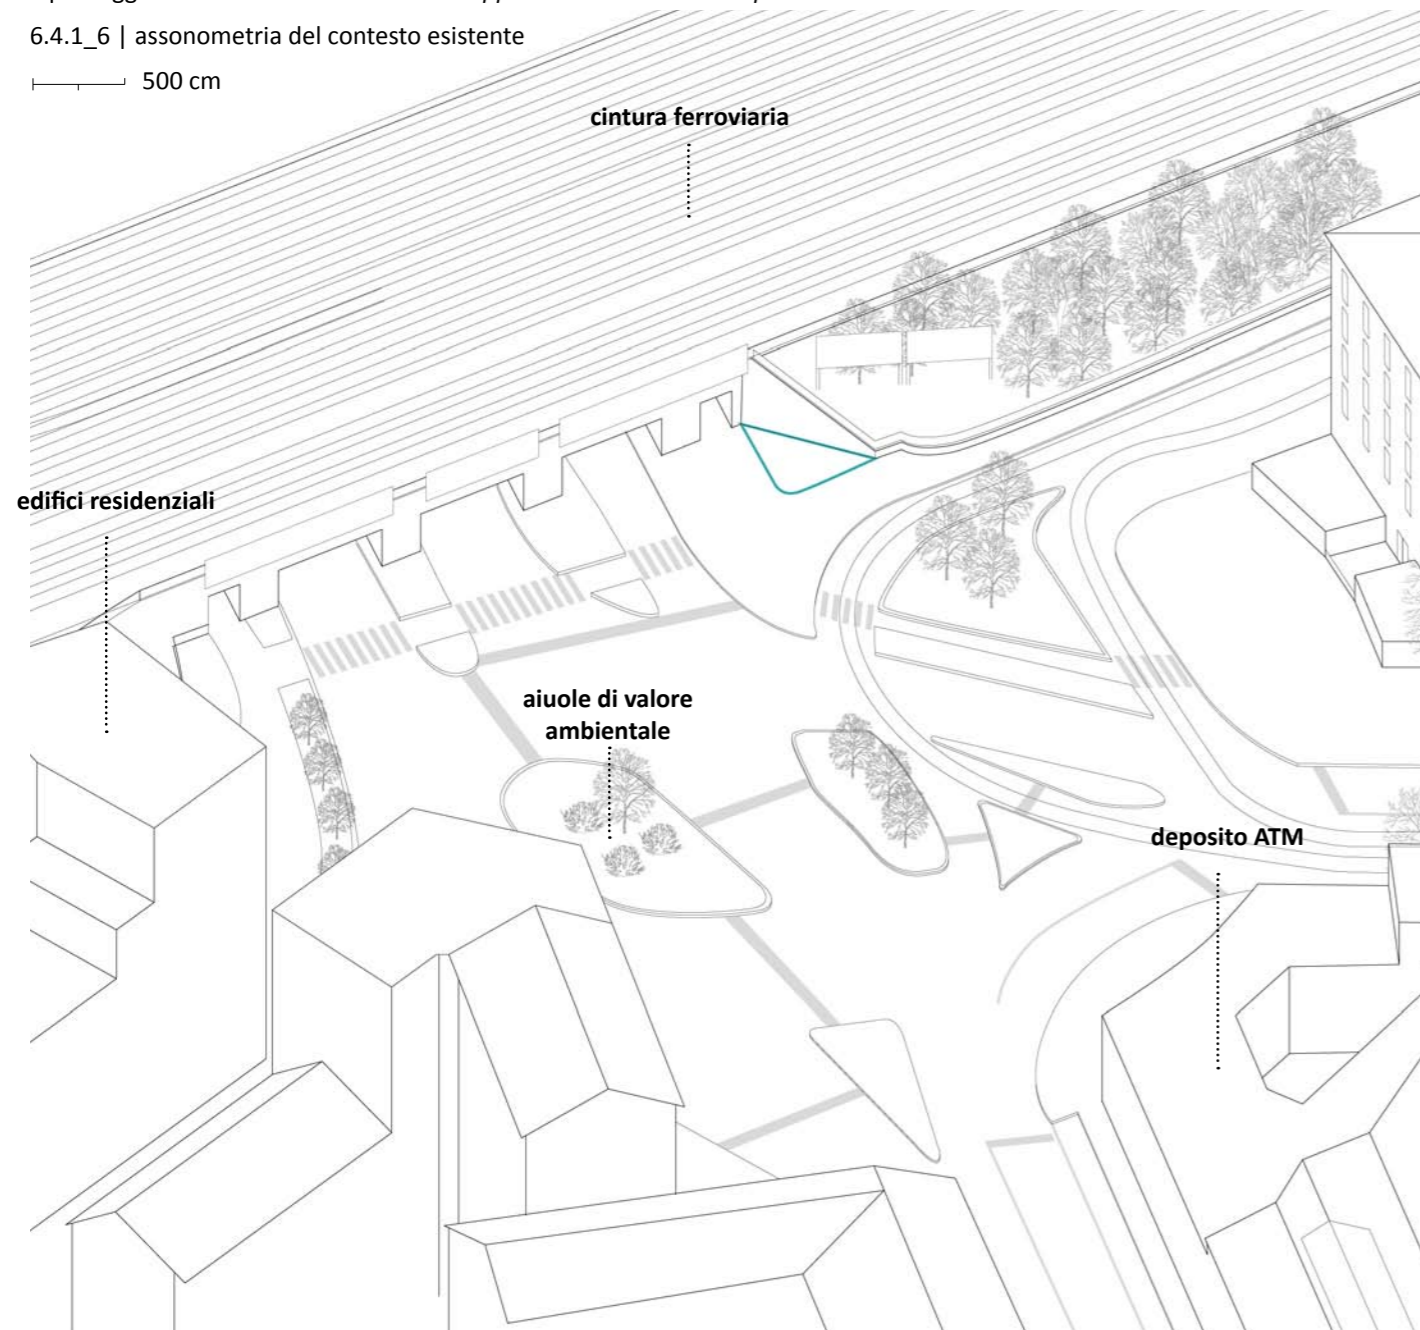 6.4.1_6 | assonometria del contesto esistente
500 cm
cintura ferroviaria
edifici residenziali
aiuole di valore
ambientale
deposito ATM